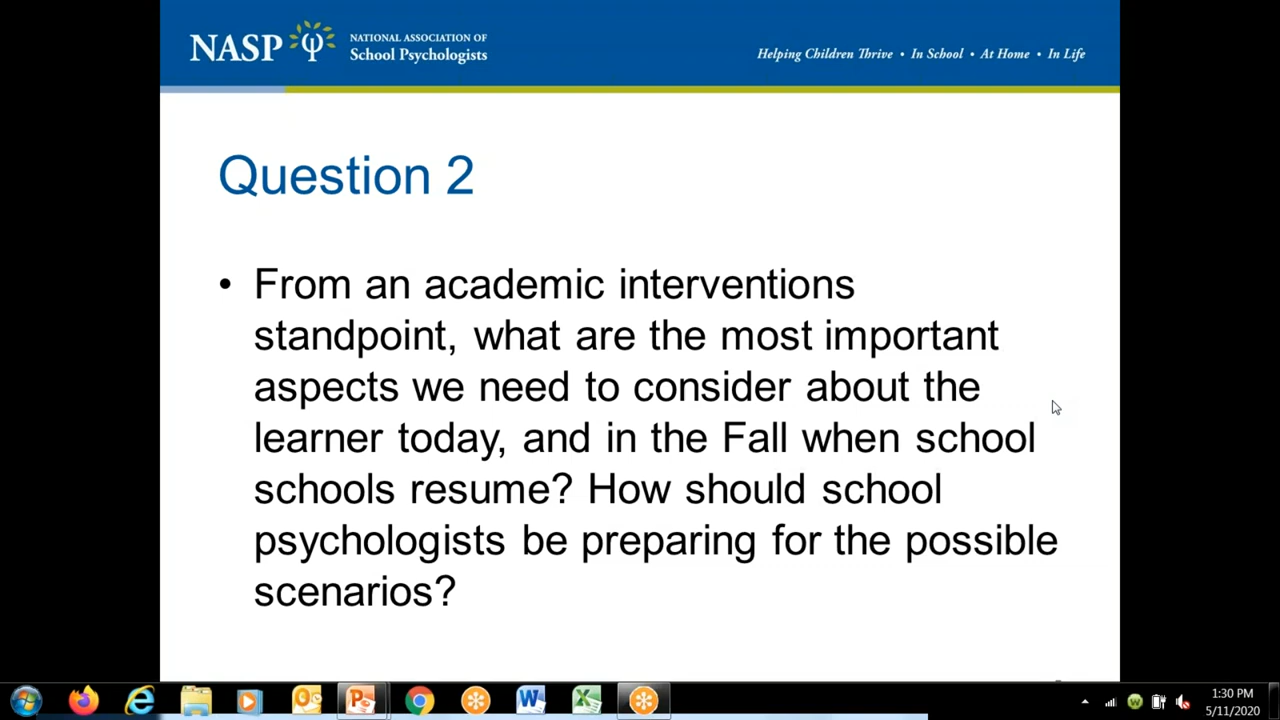 NASP
NATIONAL ASSOCIATION OF
School Psychologists
Helping Children Thrive • In School • At Home • In Life
Question 2
• From an academic interventions
standpoint, what are the most important
aspects we need to consider about the
learner today, and in the Fall when school
schools resume? How should school
psychologists be preparing for the possible
scenarios?
1:30 PM
5/11/2020